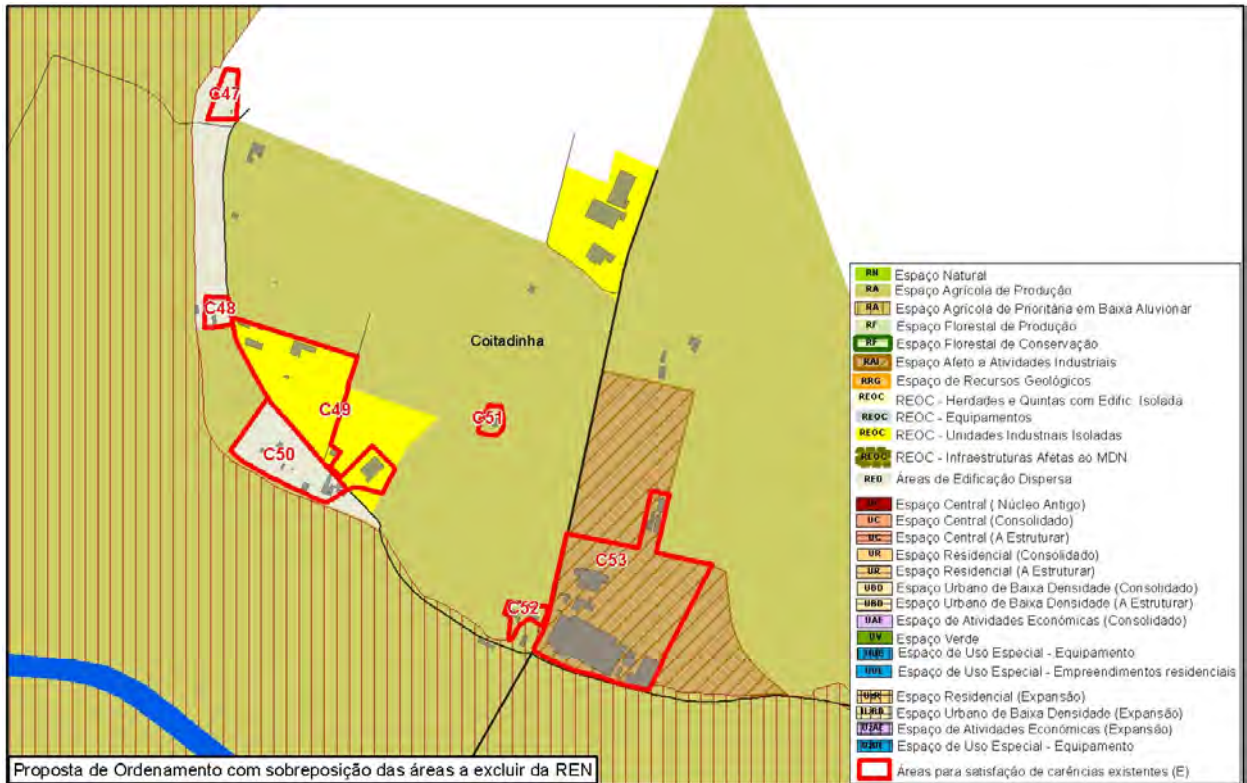 C47
C48
Coitadinha
C49
C51
C50
C53
C52
Proposta de Ordenamento com sobreposição das áreas a excluir da REN
RN Espaço Natural
RA Espaço Agrícola de Produção
RA Espaço Agrícola de Prioritária em Baixa Aluvionar
RF Espaço Florestal de Produção
RF Espaço Florestal de Conservação
RAI Espaço Afeto a Atividades Industriais
RRG Espaço de Recursos Geológicos
REOC REOC - Herdades e Quintas com Edific. Isolada
REOC REOC - Equipamentos
REOC REOC - Unidades Industriais Isoladas
REOC REOC - Infraestruturas Afetas ao MDN
RED Áreas de Edificação Dispersa
UC Espaço Central ( Núcleo Antigo)
UC Espaço Central (Consolidado)
UC Espaço Central (A Estruturar)
UR Espaço Residencial (Consolidado)
UR Espaço Residencial (A Estruturar)
UBD Espaço Urbano de Baixa Densidade (Consolidado)
UBD Espaço Urbano de Baixa Densidade (A Estruturar)
UAE Espaço de Atividades Económicas (Consolidado)
UV Espaço Verde
Espaço de Uso Especial - Equipamento
Espaço de Uso Especial - Empreendimentos residenciais
Espaço Residencial (Expansão)
Espaço Urbano de Baixa Densidade (Expansão)
Espaço de Atividades Económicas (Expansão)
Espaço de Uso Especial - Equipamento
Áreas para satisfação de carências existentes (E)